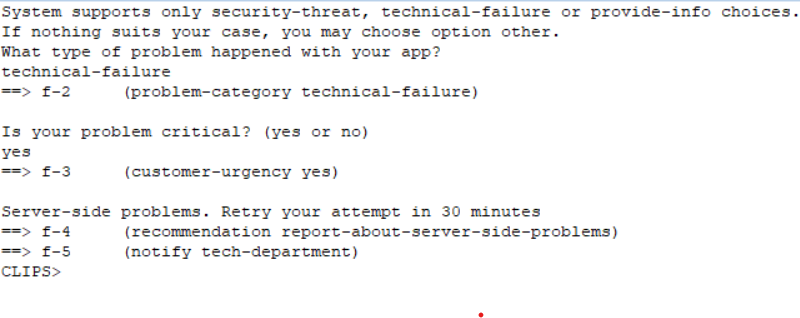 System supports only security-threat, technical-failure or provide-info choices.
If nothing suits your case, you may choose option other.
What type of problem happened with your app?
technical-failure
==> f-2     (problem-category technical-failure)
Is your problem critical? (yes or no)
yes
==> f-3     (customer-urgency yes)
Server-side problems. Retry your attempt in 30 minutes
==> f-4     (recommendation report-about-server-side-problems)
==> f-5     (notify tech-department)
CLIPS>